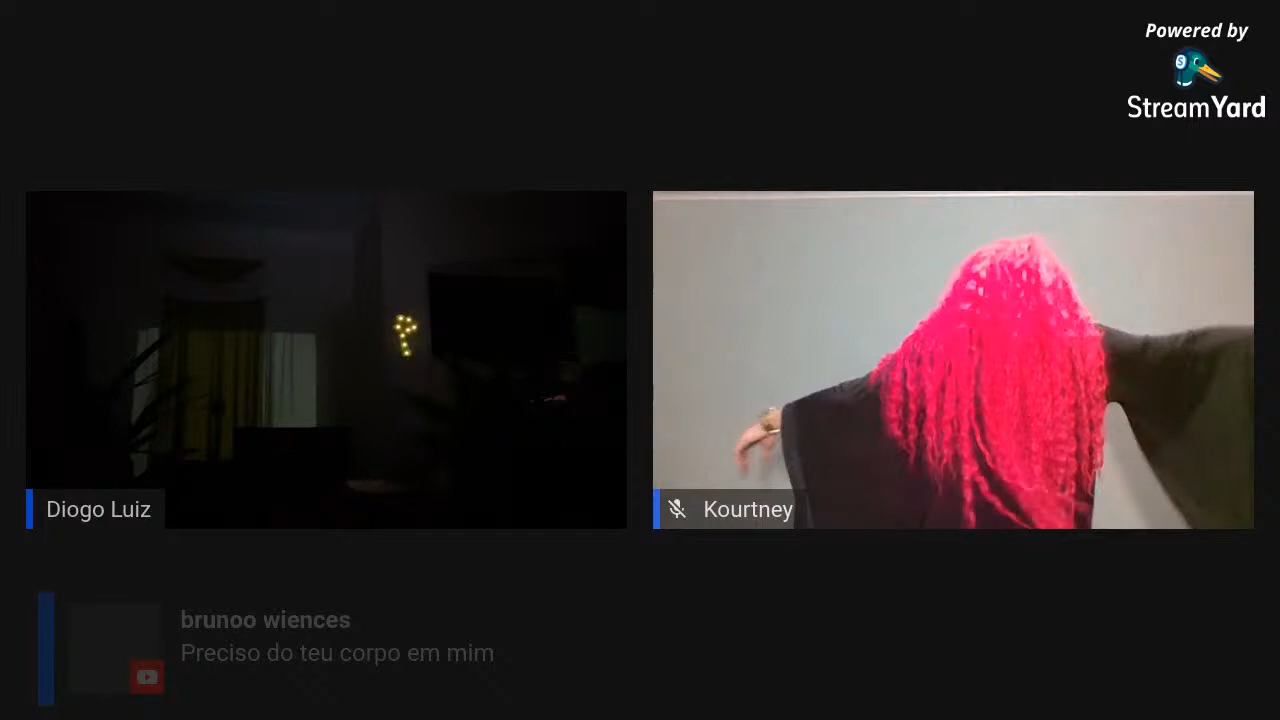 Powered by
StreamYard
Diogo Luiz
Kourtney
brunoo wiences
Preciso do teu corpo em mim